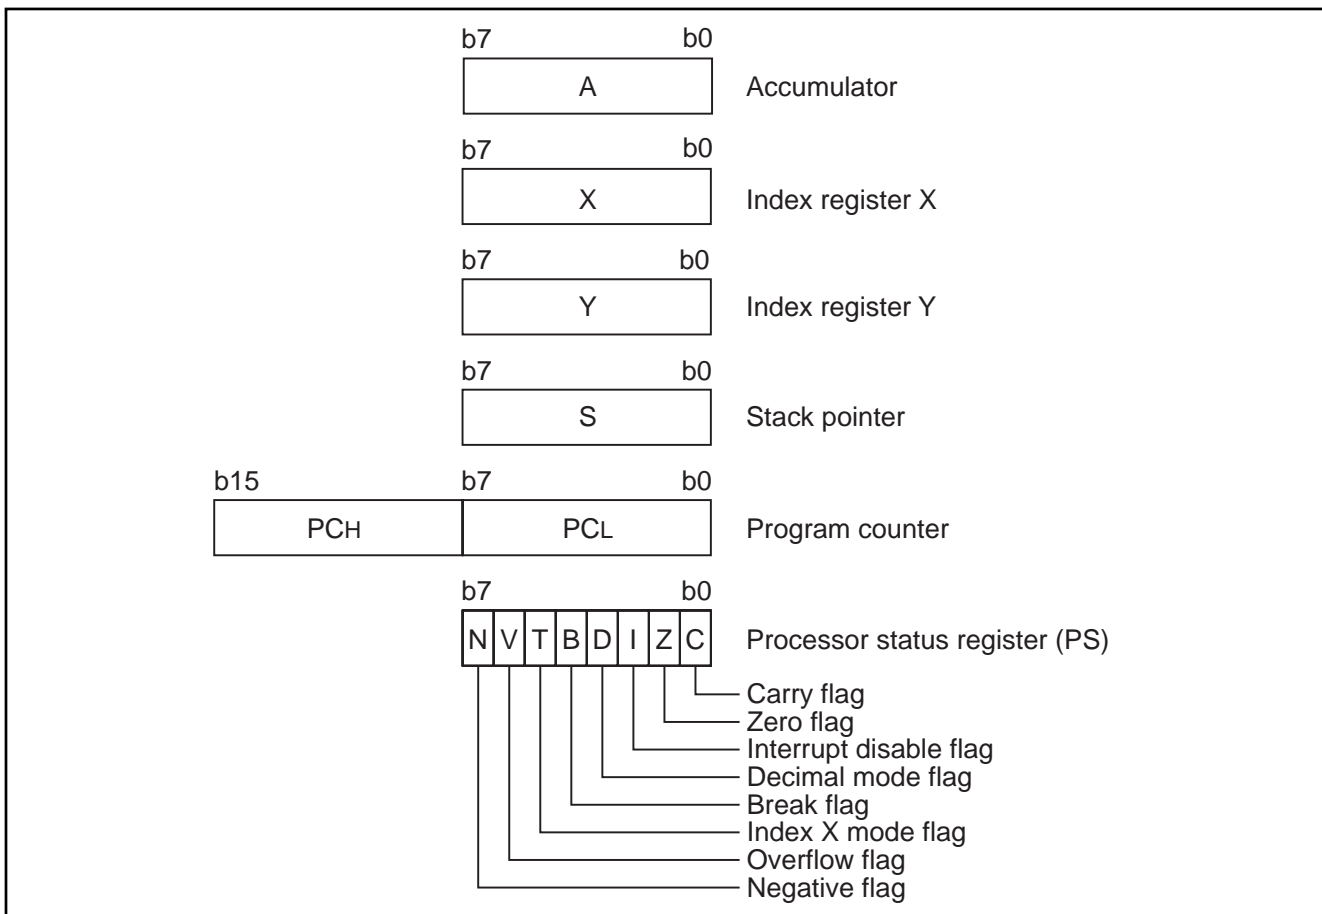 b7 b0
A Accumulator
b7 b0
X Index register X
b7 b0
Y Index register Y
b7 b0
S Stack pointer
b15 b7 b0
PCH PCL Program counter
b7 b0
N V T B D I Z C Processor status register (PS)
Carry flag
Zero flag
Interrupt disable flag
Decimal mode flag
Break flag
Index X mode flag
Overflow flag
Negative flag